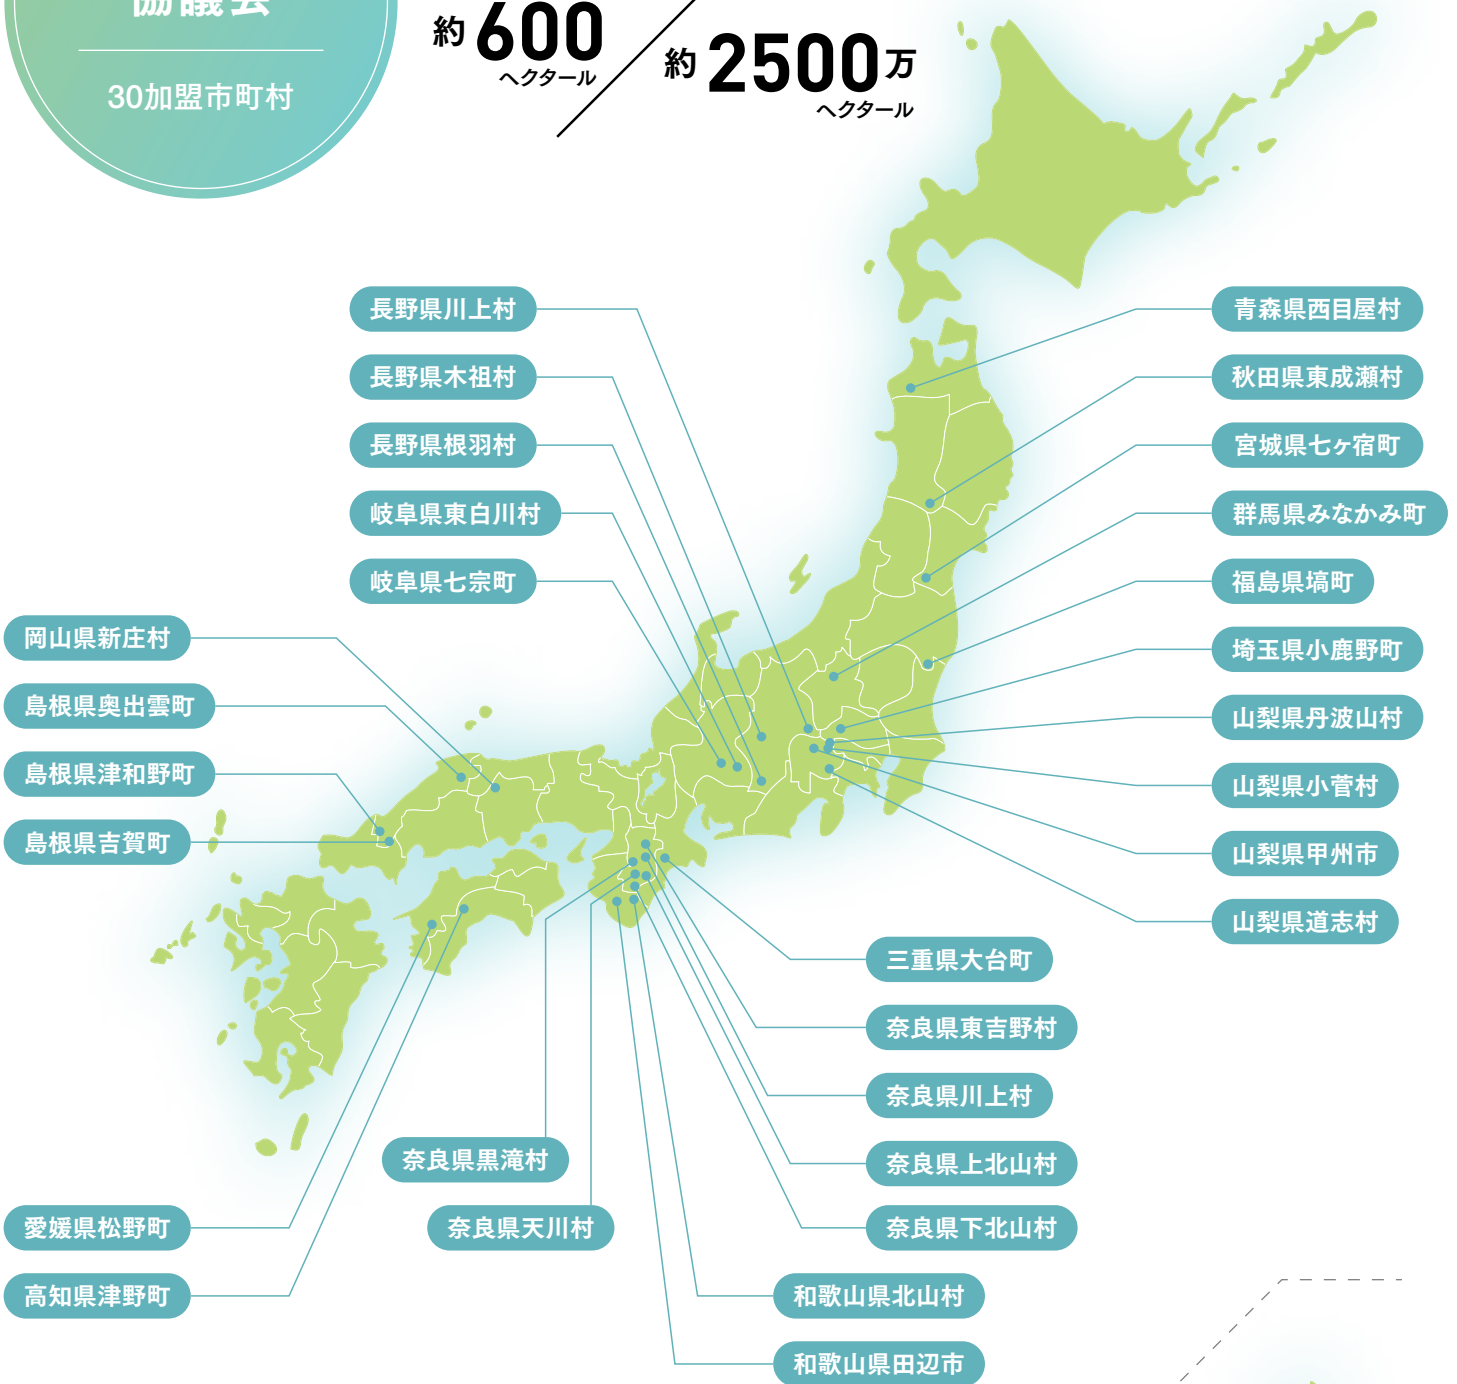 協議会
30加盟市町村
約600
ヘクタール
約2500万
ヘクタール
長野県川上村
長野県木祖村
長野県根羽村
岐阜県東白川村
岐阜県七宗町
岡山県新庄村
島根県奥出雲町
島根県津和野町
島根県吉賀町
青森県西目屋村
秋田県東成瀬村
宮城県七ヶ宿町
群馬県みなかみ町
福島県塙町
埼玉県小鹿野町
山梨県丹波山村
山梨県小菅村
山梨県甲州市
山梨県道志村
三重県大台町
奈良県東吉野村
奈良県川上村
奈良県上北山村
奈良県下北山村
奈良県黒滝村
奈良県天川村
愛媛県松野町
高知県津野町
和歌山県北山村
和歌山県田辺市